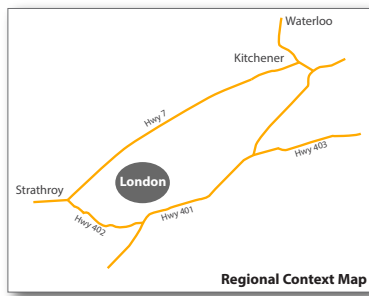 Waterloo
Kitchener
Hwy 7
Hwy 403
London
Strathroy
Hwy 401
Hwy 402
Regional Context Map